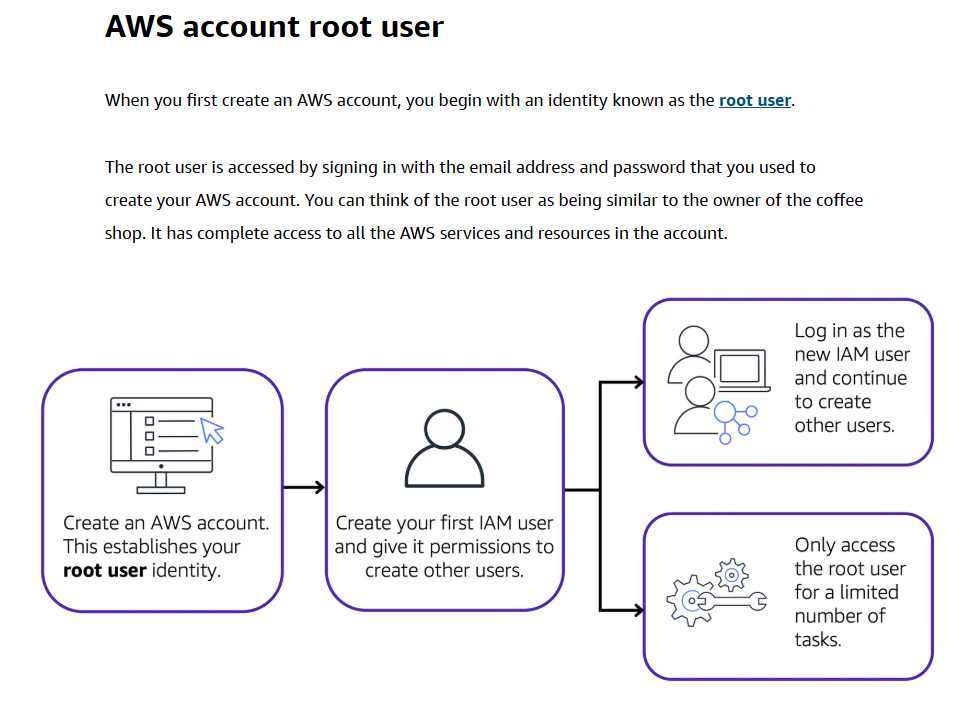 AWS account root user
When you first create an AWS account, you begin with an identity known as the root user.
The root user is accessed by signing in with the email address and password that you used to
create your AWS account. You can think of the root user as being similar to the owner of the coffee
shop. It has complete access to all the AWS services and resources in the account.
Create an AWS account.
This establishes your
root user identity.
Create your first IAM user
and give it permissions to
create other users.
Log in as the
new IAM user
and continue
to create
other users.
Only access
the root user
for a limited
number of
tasks.